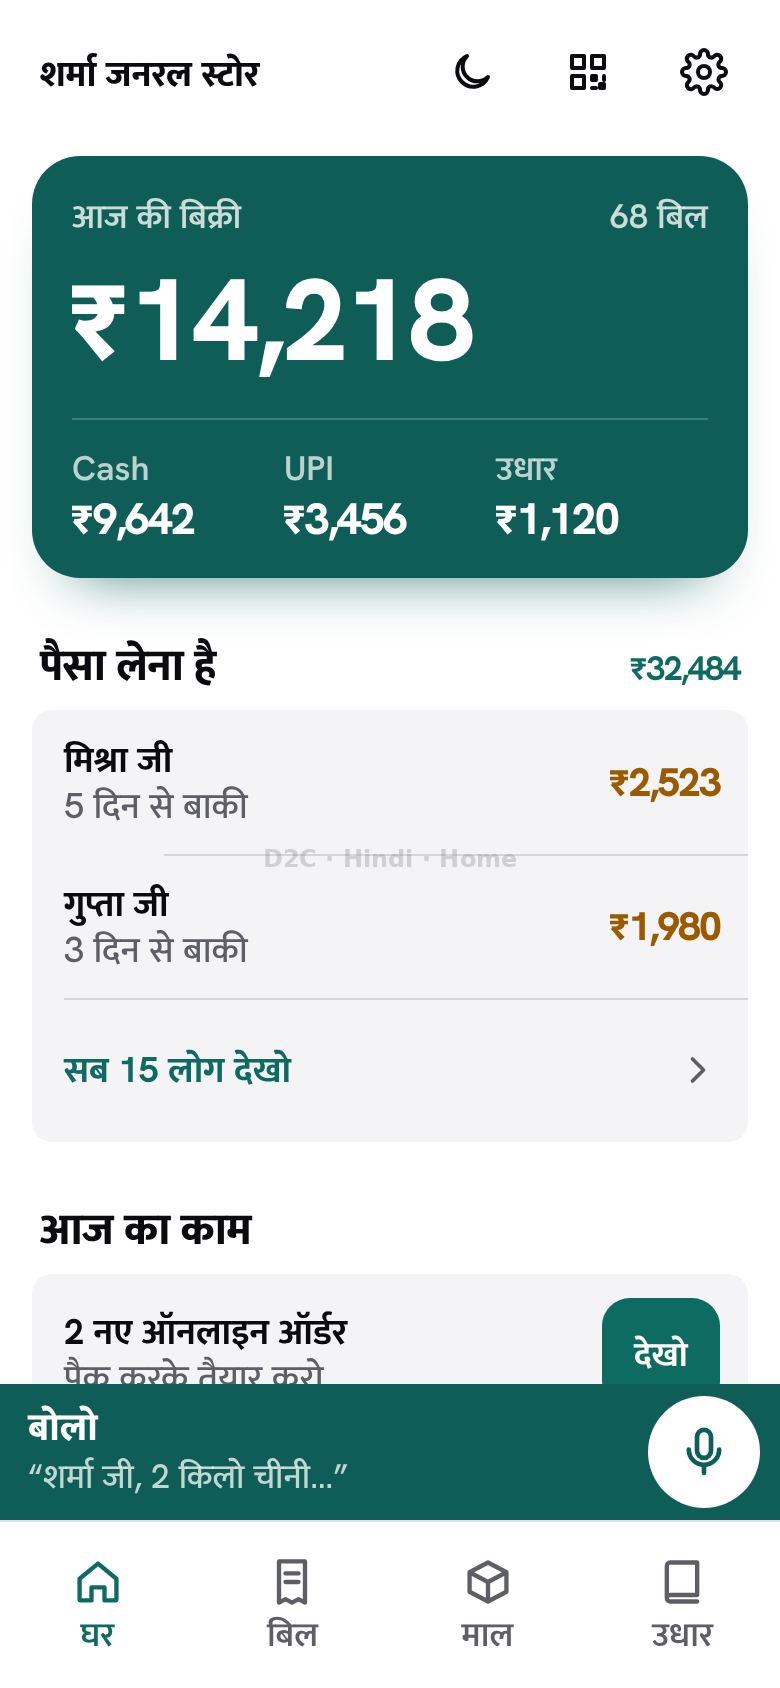 शर्मा जनरल स्टोर
आज की बिक्री 68 बिल
₹14,218
Cash UPI उधार
₹9,642 ₹3,456 ₹1,120
पैसा लेना है ₹32,484
मिश्रा जी
5 दिन से बाकी ₹2,523
D2C · Hindi · Home
गुप्ता जी
3 दिन से बाकी ₹1,980
सब 15 लोग देखो
आज का काम
2 नए ऑनलाइन ऑर्डर
देखो
पैक करके तैयार करो
बोलो
“शर्मा जी, 2 किलो चीनी...”
घर बिल माल उधार